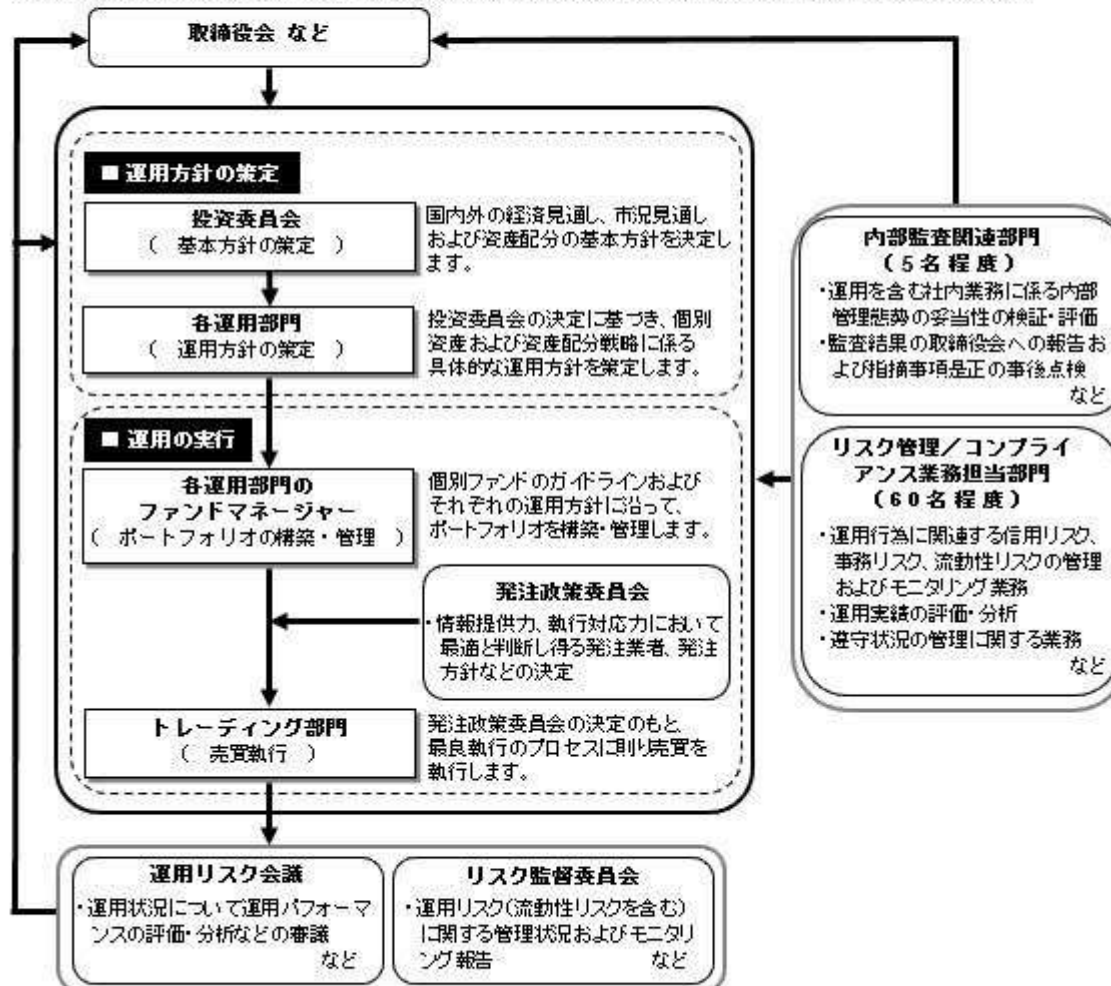 取締役会 など
■ 運用方針の策定
投資委員会
( 基本方針の策定 )
国内外の経済見通し、市況見通し
および資産配分の基本方針を決定し
ます。
各運用部門
( 運用方針の策定 )
投資委員会の決定に基づき、個別
資産および資産配分戦略に係る
具体的な運用方針を策定します。
■ 運用の実行
各運用部門の
ファンドマネージャー
( ポートフォリオの構築・管理 )
個別ファンドのガイドラインおよび
それぞれの運用方針に沿って、
ポートフォリオを構築・管理します。
発注政策委員会
・情報提供力、執行対応力において
最適と判断し得る発注業者、発注
方針などの決定
トレーディング部門
( 売買執行 )
発注政策委員会の決定のもと、
最良執行のプロセスに則り売買を
執行します。
内部監査関連部門
(5名程度)
・運用を含む社内業務に係る内部
管理態勢の妥当性の検証・評価
・監査結果の取締役会への報告お
よび指摘事項是正の事後点検
など
リスク管理/コンプライ
アンス業務担当部門
(60名程度)
・運用行為に関連する信用リスク、
事務リスク、流動性リスクの管理
およびモニタリング業務
・運用実績の評価・分析
・遵守状況の管理に関する業務
など
運用リスク会議
・運用状況について運用パフォーマ
ンスの評価・分析などの審議
など
リスク監督委員会
・運用リスク(流動性リスクを含む)
に関する管理状況およびモニタリ
ング報告 など